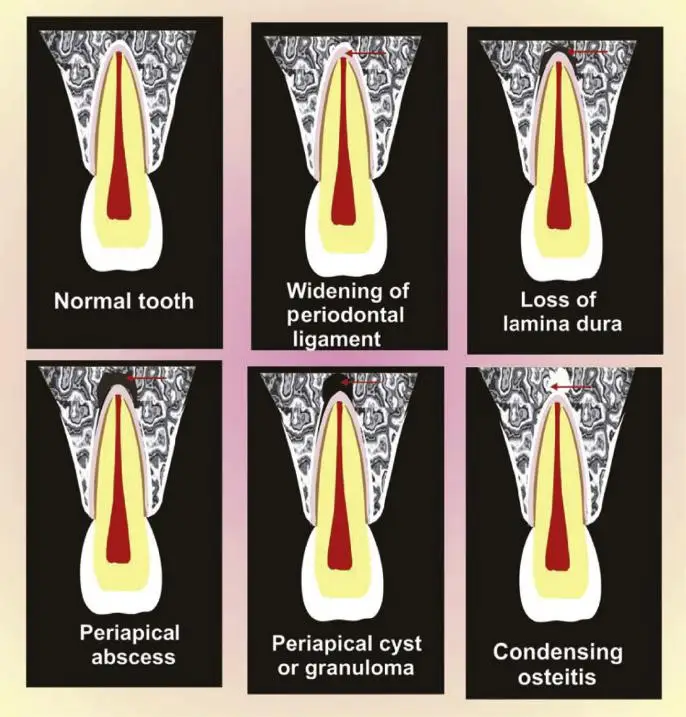 Normal tooth
Widening of
periodontal
ligament
Loss of
lamina dura
Periapical
abscess
Periapical cyst
or granuloma
Condensing
osteitis